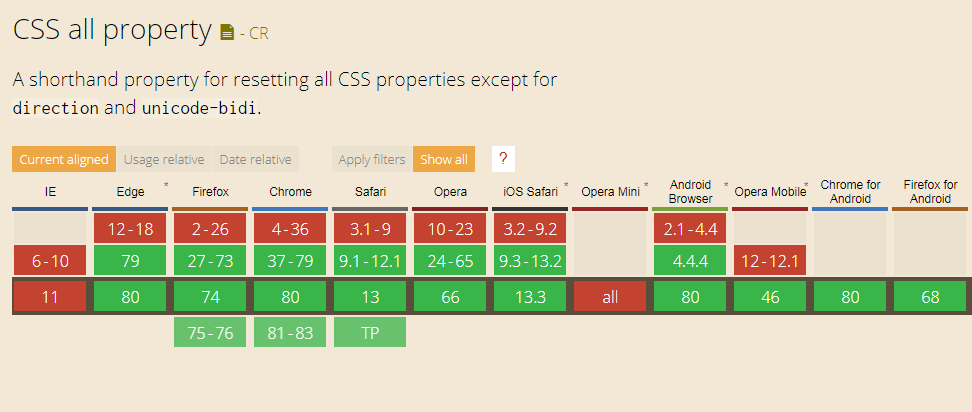 CSS all property - CR
A shorthand property for resetting all CSS properties except for
direction and unicode-bidi.
Current aligned Usage relative Date relative Apply filters Show all ?
IE Edge * Firefox Chrome Safari Opera iOS Safari * Opera Mini * Android Browser * Opera Mobile * Chrome for Android Firefox for Android
12-18 2-26 4-36 3.1-9 10-23 3.2-9.2 2.1-4.4
6-10 79 27-73 37-79 9.1-12.1 24-65 9.3-13.2 4.4.4 12-12.1
11 80 74 80 13 66 13.3 all 80 46 80 68
75-76 81-83 TP